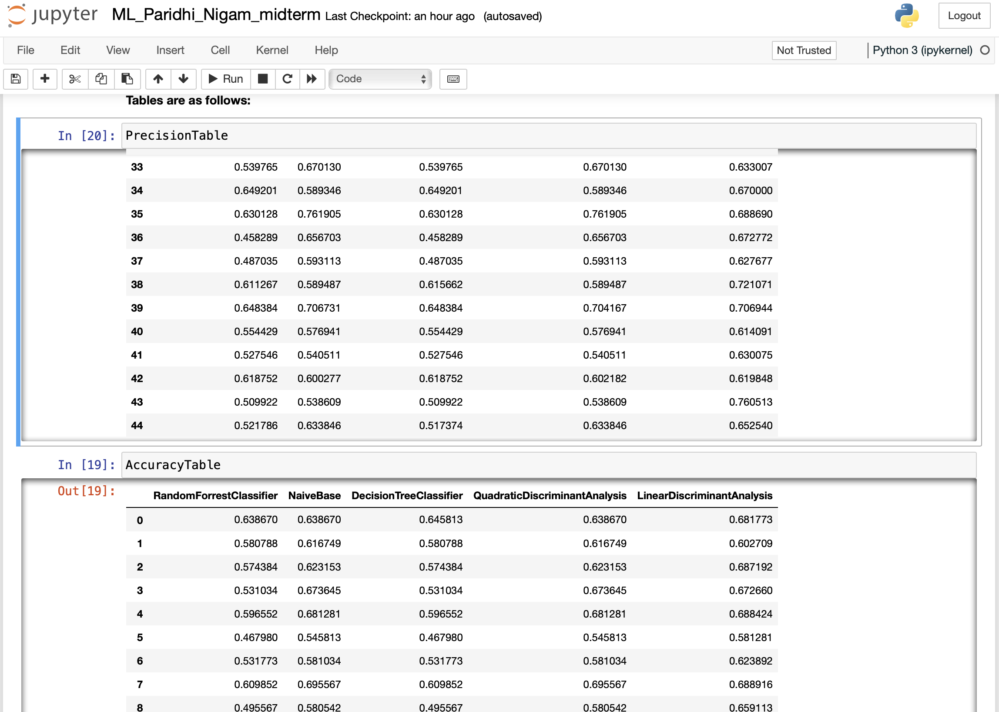 jupyter ML_Paridhi_Nigam_midterm Last Checkpoint: an hour ago (autosaved) Logout
File Edit View Insert Cell Kernel Help Not Trusted Python 3 (ipykernel)
Run Code
Tables are as follows:
In [20]: PrecisionTable
33 0.539765 0.670130 0.539765 0.670130 0.633007
34 0.649201 0.589346 0.649201 0.589346 0.670000
35 0.630128 0.761905 0.630128 0.761905 0.688690
36 0.458289 0.656703 0.458289 0.656703 0.672772
37 0.487035 0.593113 0.487035 0.593113 0.627677
38 0.611267 0.589487 0.615662 0.589487 0.721071
39 0.648384 0.706731 0.648384 0.704167 0.706944
40 0.554429 0.576941 0.554429 0.576941 0.614091
41 0.527546 0.540511 0.527546 0.540511 0.630075
42 0.618752 0.600277 0.618752 0.602182 0.619848
43 0.509922 0.538609 0.509922 0.538609 0.760513
44 0.521786 0.633846 0.517374 0.633846 0.652540
In [19]: AccuracyTable
Out[19]:
RandomForrestClassifier NaiveBase DecisionTreeClassifier QuadraticDiscriminantAnalysis LinearDiscriminantAnalysis
0 0.638670 0.638670 0.645813 0.638670 0.681773
1 0.580788 0.616749 0.580788 0.616749 0.602709
2 0.574384 0.623153 0.574384 0.623153 0.687192
3 0.531034 0.673645 0.531034 0.673645 0.672660
4 0.596552 0.681281 0.596552 0.681281 0.688424
5 0.467980 0.545813 0.467980 0.545813 0.581281
6 0.531773 0.581034 0.531773 0.581034 0.623892
7 0.609852 0.695567 0.609852 0.695567 0.688916
8 0.495567 0.580542 0.495567 0.580542 0.659113